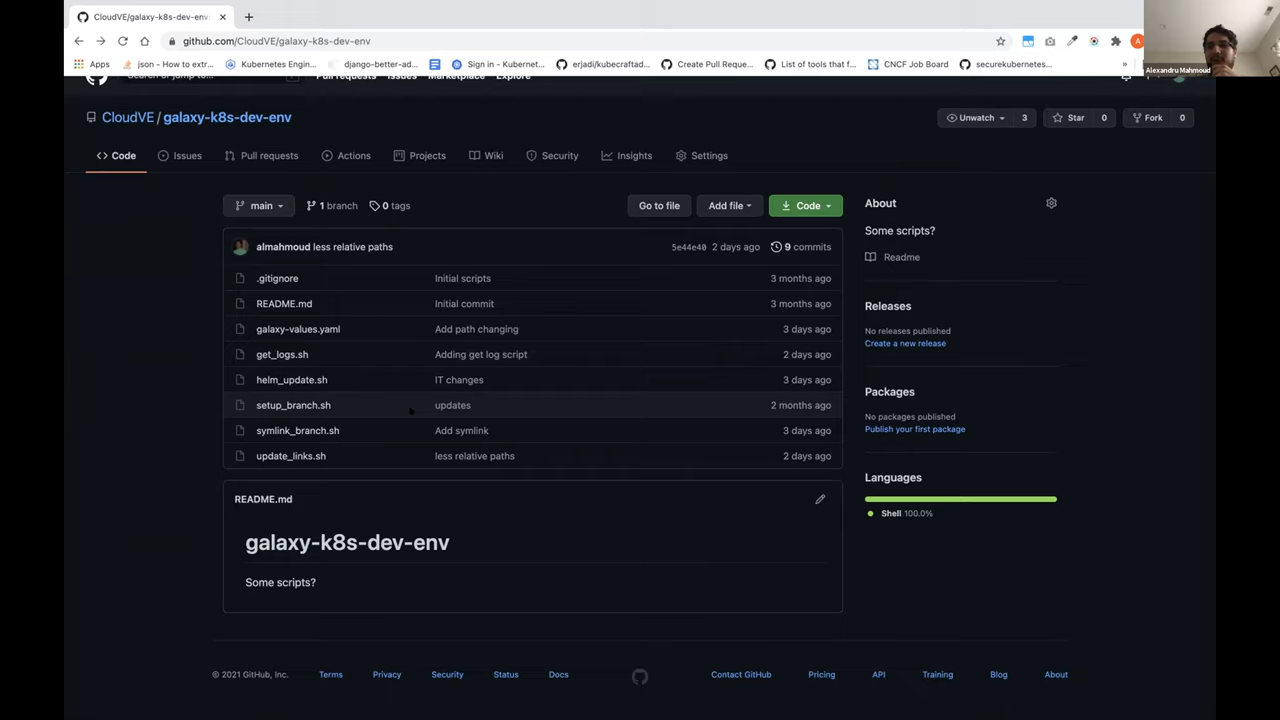 CloudVE/galaxy-k8s-dev-env
github.com/CloudVE/galaxy-k8s-dev-env
Apps
json - How to extr...
Kubernetes Engin...
django-better-ad...
Sign in - Kubernet...
erjadi/kubecraftad...
Create Pull Reque...
List of tools that f...
CNCF Job Board
securekubernetes...
»
A
Alexandru Mahmoud
Search or jump to...
Pull requests Issues Marketplace Explore
CloudVE / galaxy-k8s-dev-env
Unwatch 3
Star 0
Fork 0
<> Code
Issues
Pull requests
Actions
Projects
Wiki
Security
Insights
Settings
main
1 branch
0 tags
Go to file
Add file
Code
almahmoud less relative paths
5e44e40 2 days ago
9 commits
.gitignore
Initial scripts
3 months ago
README.md
Initial commit
3 months ago
galaxy-values.yaml
Add path changing
3 days ago
get_logs.sh
Adding get log script
2 days ago
helm_update.sh
IT changes
3 days ago
setup_branch.sh
updates
2 months ago
symlink_branch.sh
Add symlink
3 days ago
update_links.sh
less relative paths
2 days ago
README.md
galaxy-k8s-dev-env
Some scripts?
About
Some scripts?
Readme
Releases
No releases published
Create a new release
Packages
No packages published
Publish your first package
Languages
Shell 100.0%
© 2021 GitHub, Inc.
Terms
Privacy
Security
Status
Docs
Contact GitHub
Pricing
API
Training
Blog
About